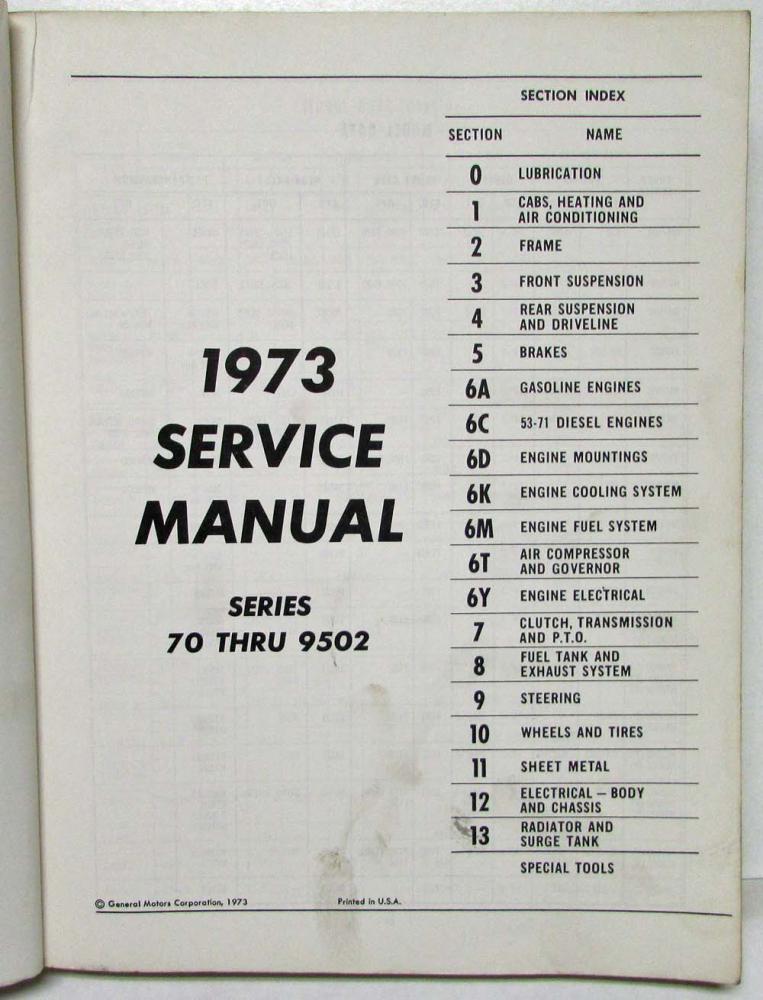 1973
SERVICE
MANUAL
SERIES
70 THRU 9502
SECTION INDEX
SECTION NAME
0 LUBRICATION
1 CABS, HEATING AND
AIR CONDITIONING
2 FRAME
3 FRONT SUSPENSION
4 REAR SUSPENSION
AND DRIVELINE
5 BRAKES
6A GASOLINE ENGINES
6C 53-71 DIESEL ENGINES
6D ENGINE MOUNTINGS
6K ENGINE COOLING SYSTEM
6M ENGINE FUEL SYSTEM
6T AIR COMPRESSOR
AND GOVERNOR
6Y ENGINE ELECTRICAL
7 CLUTCH, TRANSMISSION
AND P.T.O.
8 FUEL TANK AND
EXHAUST SYSTEM
9 STEERING
10 WHEELS AND TIRES
11 SHEET METAL
12 ELECTRICAL — BODY
AND CHASSIS
13 RADIATOR AND
SURGE TANK
SPECIAL TOOLS
© General Motors Corporation, 1973 Printed in U.S.A.